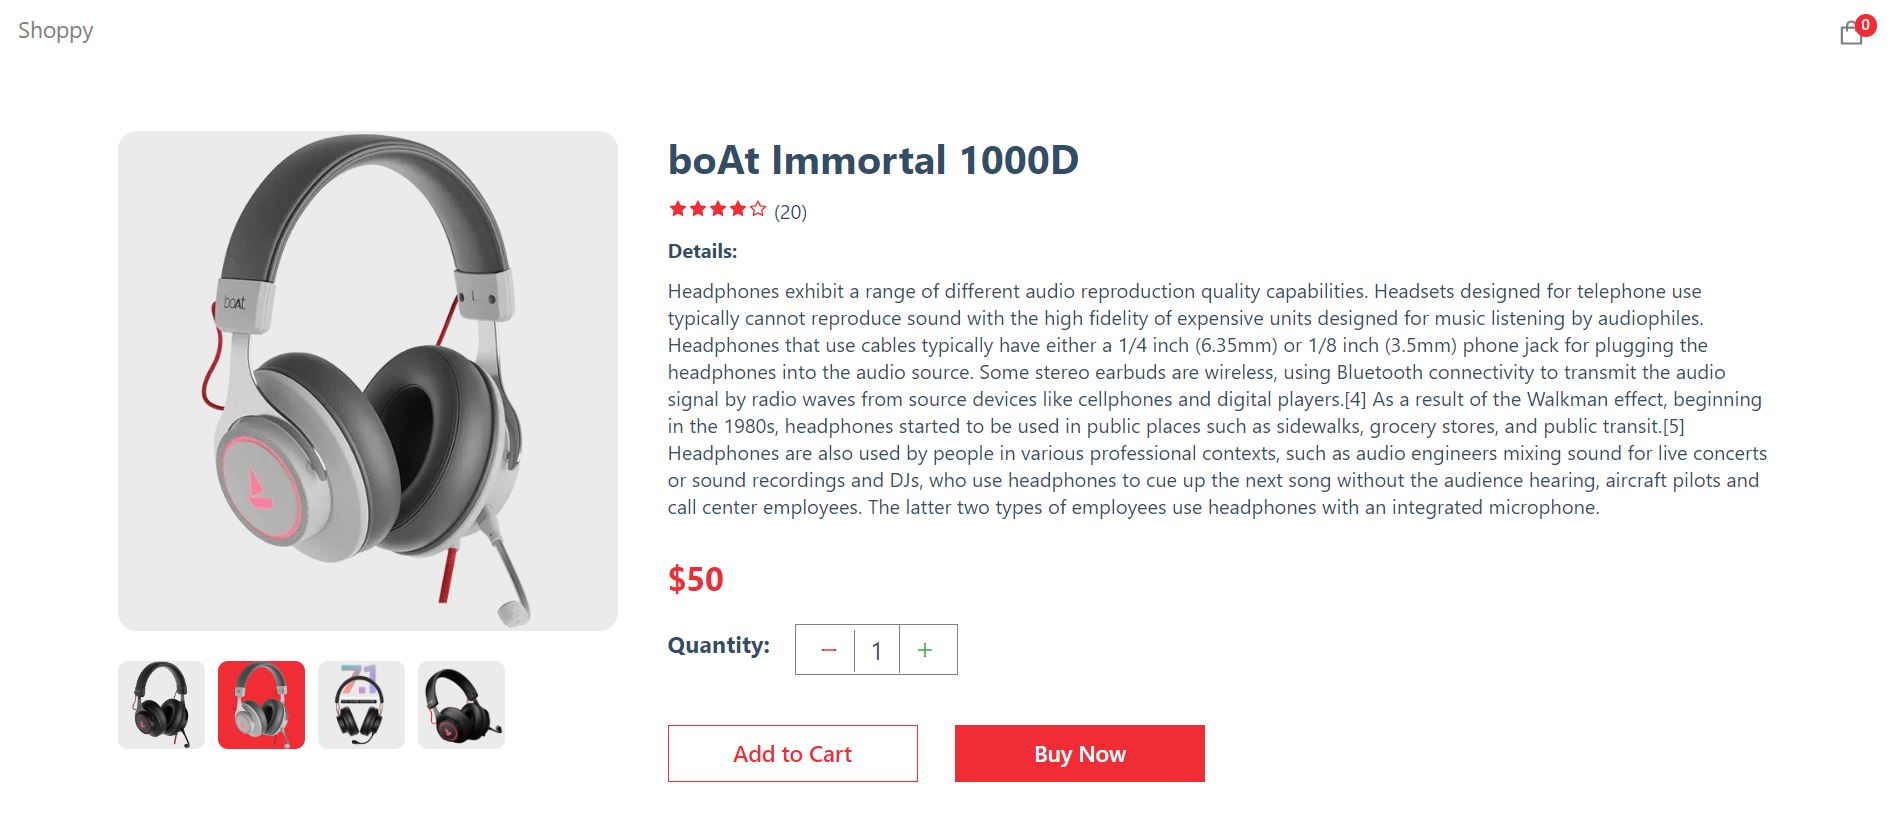 Shoppy
0
boAt Immortal 1000D
(20)
Details:
Headphones exhibit a range of different audio reproduction quality capabilities. Headsets designed for telephone use
typically cannot reproduce sound with the high fidelity of expensive units designed for music listening by audiophiles.
Headphones that use cables typically have either a 1/4 inch (6.35mm) or 1/8 inch (3.5mm) phone jack for plugging the
headphones into the audio source. Some stereo earbuds are wireless, using Bluetooth connectivity to transmit the audio
signal by radio waves from source devices like cellphones and digital players.[4] As a result of the Walkman effect, beginning
in the 1980s, headphones started to be used in public places such as sidewalks, grocery stores, and public transit.[5]
Headphones are also used by people in various professional contexts, such as audio engineers mixing sound for live concerts
or sound recordings and DJs, who use headphones to cue up the next song without the audience hearing, aircraft pilots and
call center employees. The latter two types of employees use headphones with an integrated microphone.
$50
Quantity:
− 1 +
Add to Cart
Buy Now
boAt
L
7.1